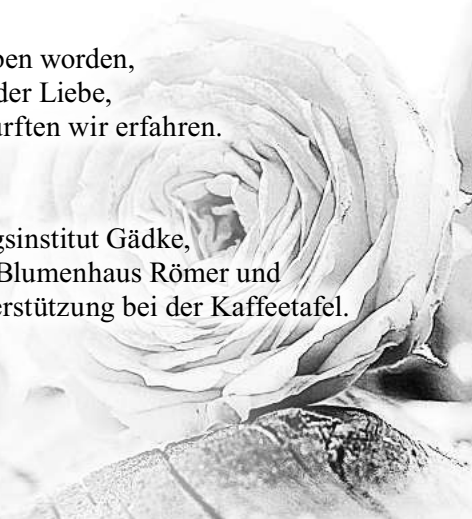 ben worden,
der Liebe,
urften wir erfahren.
gsinstitut Gädke,
Blumenhaus Römer und
erstützung bei der Kaffeetafel.